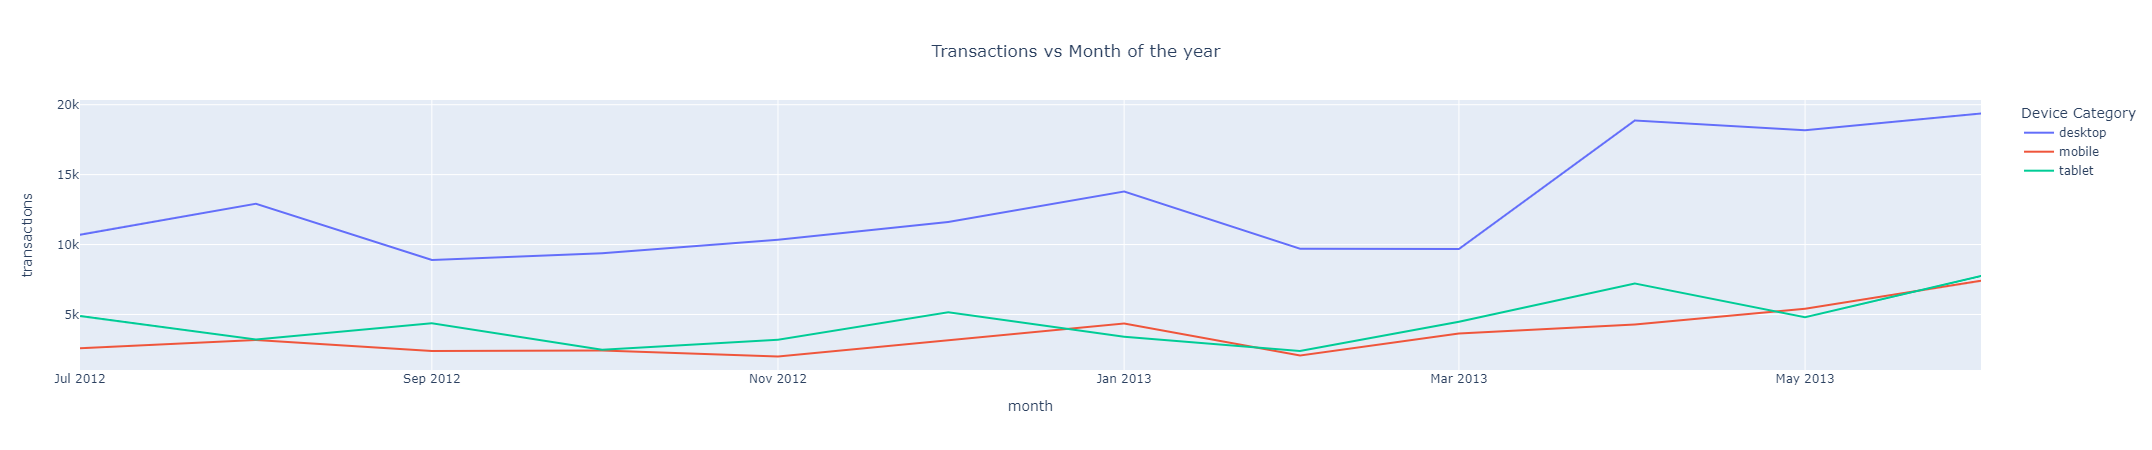 Transactions vs Month of the year
20k
15k
10k
5k
transactions
Jul 2012
Sep 2012
Nov 2012
Jan 2013
Mar 2013
May 2013
month
Device Category
desktop
mobile
tablet